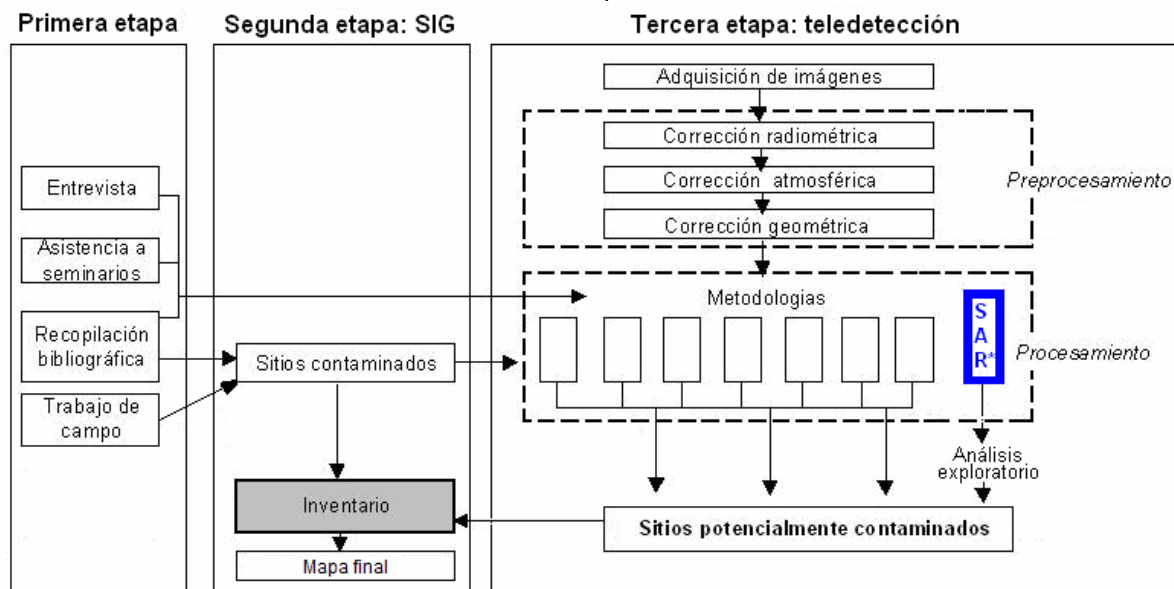 Primera etapa
Segunda etapa: SIG
Tercera etapa: teledetección
Entrevista
Asistencia a
seminarios
Recopilación
bibliográfica
Trabajo de
campo
Sitios contaminados
Inventario
Mapa final
Adquisición de imágenes
Corrección radiométrica
Corrección atmosférica
Corrección geométrica
Preprocesamiento
Metodologias
S
A
R*
Procesamiento
Análisis
exploratorio
Sitios potencialmente contaminados